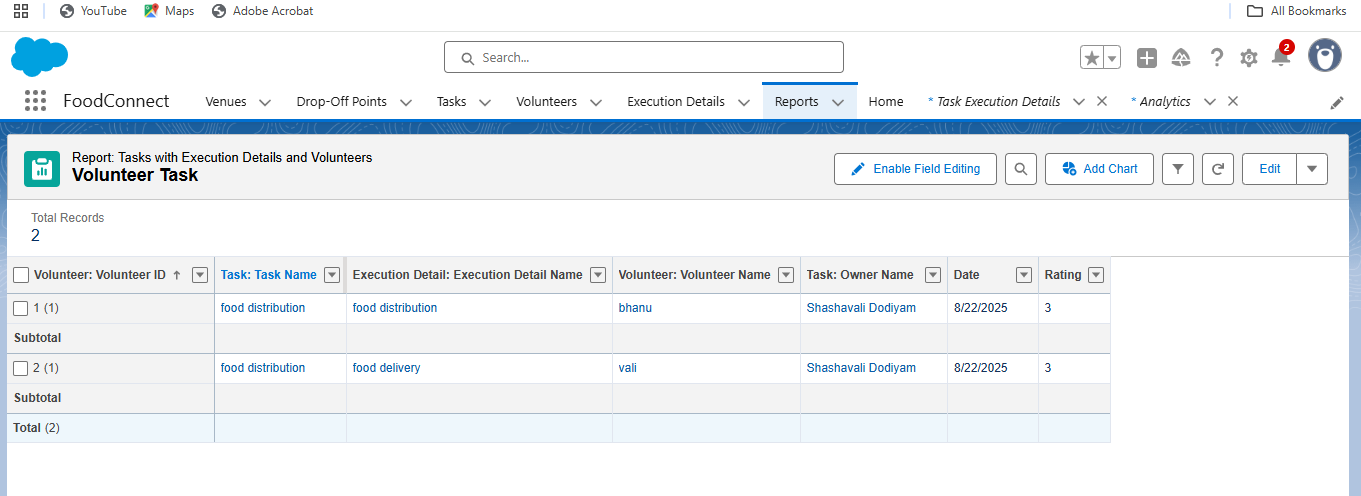 YouTube Maps Adobe Acrobat All Bookmarks
Search... 2
FoodConnect Venues Drop-Off Points Tasks Volunteers Execution Details Reports Home * Task Execution Details * Analytics
Report: Tasks with Execution Details and Volunteers
Volunteer Task
Enable Field Editing Add Chart Edit
Total Records
2
Volunteer: Volunteer ID Task: Task Name Execution Detail: Execution Detail Name Volunteer: Volunteer Name Task: Owner Name Date Rating
1 (1) food distribution food distribution bhanu Shashavali Dodiyam 8/22/2025 3
Subtotal
2 (1) food distribution food delivery vali Shashavali Dodiyam 8/22/2025 3
Subtotal
Total (2)